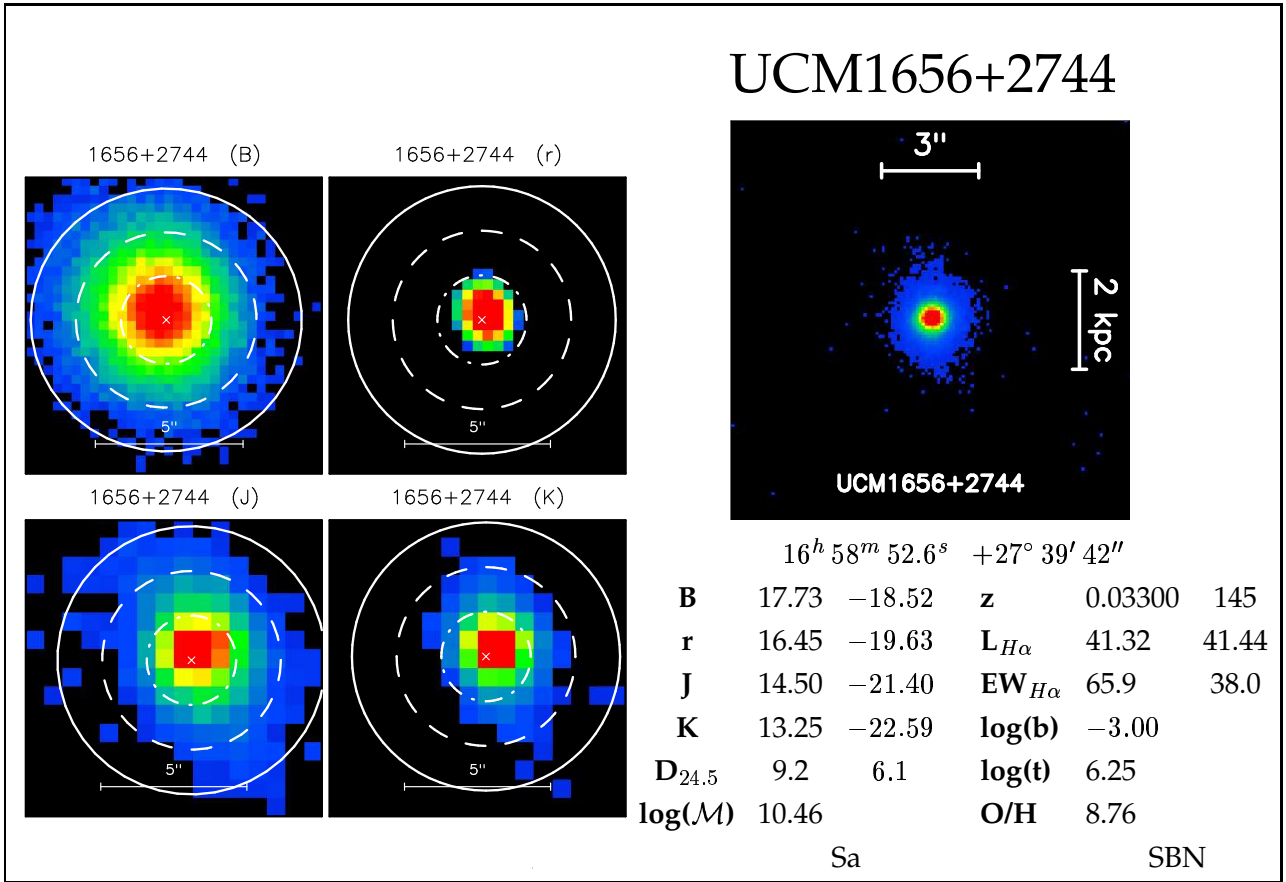 UCM1656+2744
1656+2744 (B)
1656+2744 (r)
5"
5"
1656+2744 (J)
1656+2744 (K)
5"
5"
3"
2 kpc
UCM1656+2744
16h 58m 52.6s +27° 39′ 42″
B 17.73 −18.52 z 0.03300 145
r 16.45 −19.63 LHα 41.32 41.44
J 14.50 −21.40 EWHα 65.9 38.0
K 13.25 −22.59 log(b) −3.00
D24.5 9.2 6.1 log(t) 6.25
log(M) 10.46 O/H 8.76
Sa SBN